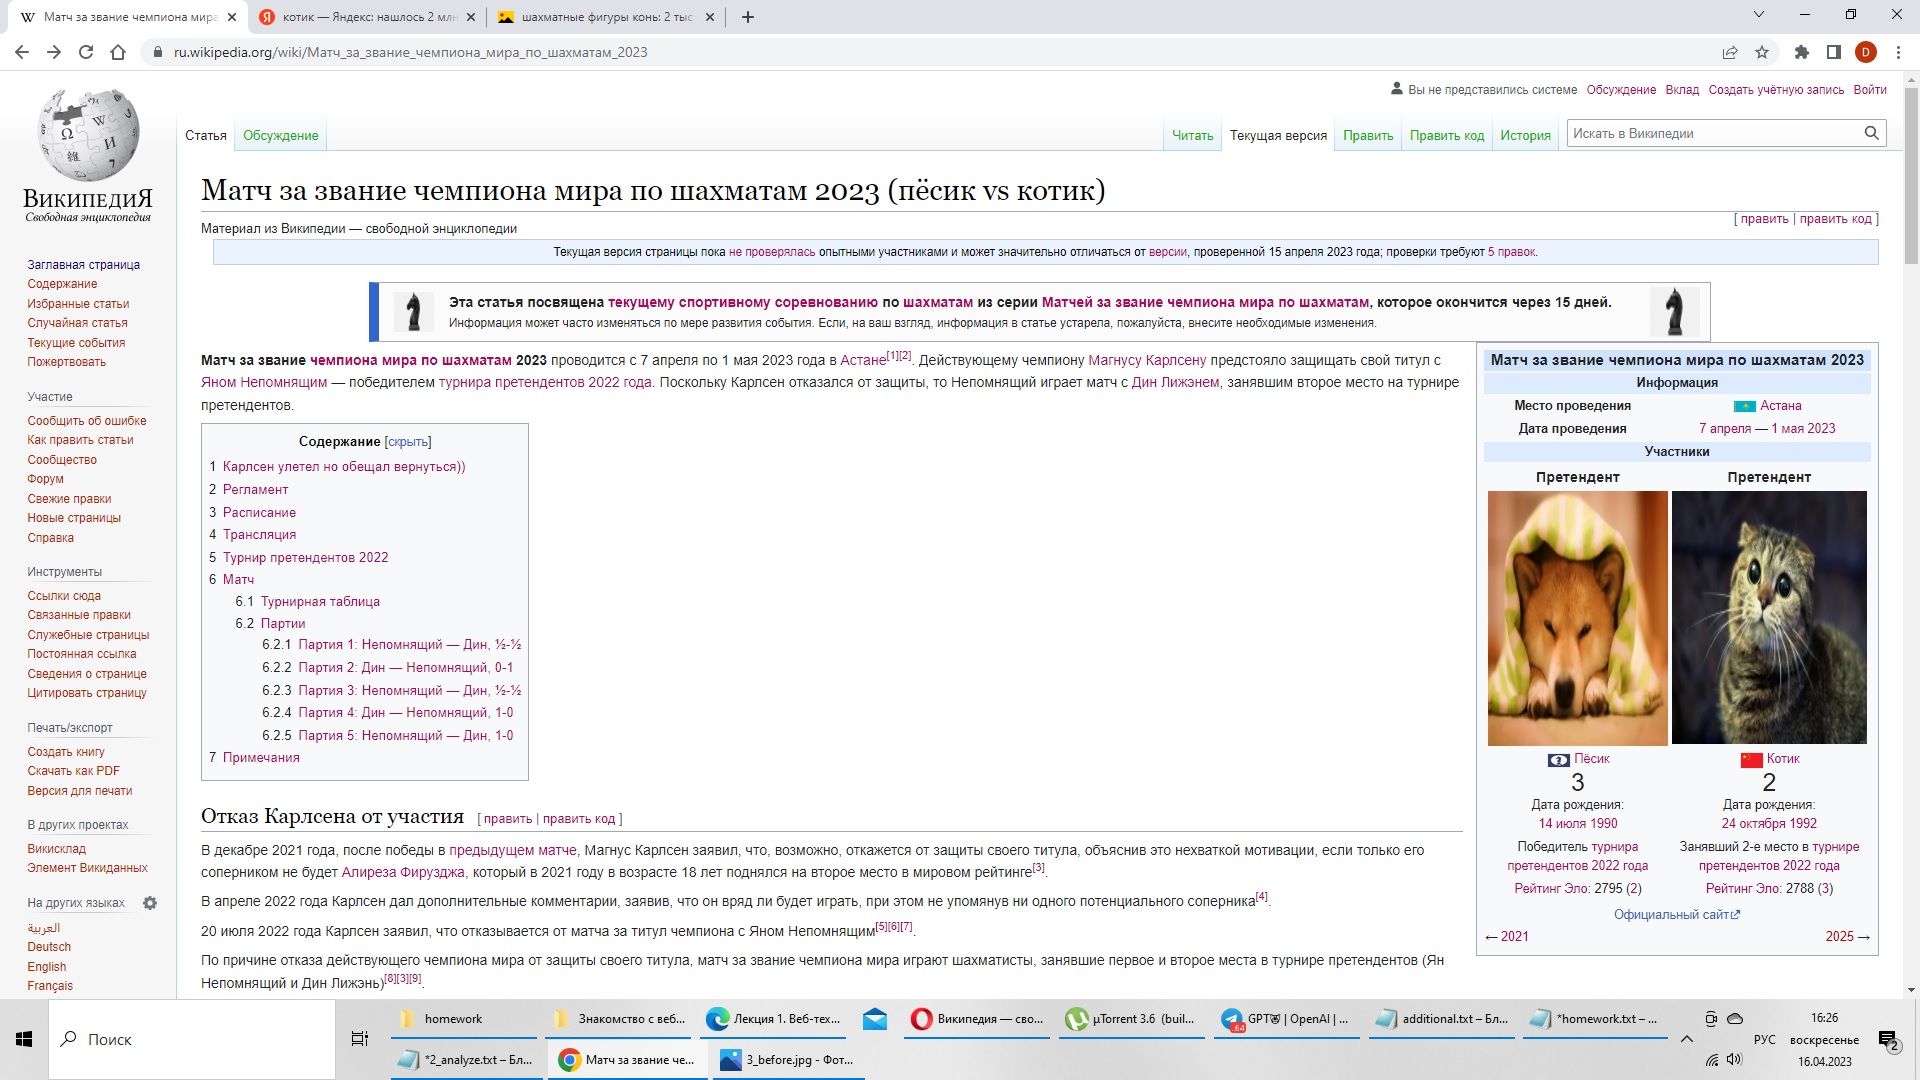 Матч за звание чемпиона мира
котик — Яндекс: нашлось 2 млн
шахматные фигуры конь: 2 тыс
ru.wikipedia.org/wiki/Матч_за_звание_чемпиона_мира_по_шахматам_2023
D
Вы не представились системе Обсуждение Вклад Создать учётную запись Войти
ВИКИПЕДИЯ
Свободная энциклопедия
Статья Обсуждение Читать Текущая версия Править Править код История Искать в Википедии
Заглавная страница
Содержание
Избранные статьи
Случайная статья
Текущие события
Пожертвовать
Участие
Сообщить об ошибке
Как править статьи
Сообщество
Форум
Свежие правки
Новые страницы
Справка
Инструменты
Ссылки сюда
Связанные правки
Служебные страницы
Постоянная ссылка
Сведения о странице
Цитировать страницу
Печать/экспорт
Создать книгу
Скачать как PDF
Версия для печати
В других проектах
Викисклад
Элемент Викиданных
На других языках
العربية
Deutsch
English
Français
Матч за звание чемпиона мира по шахматам 2023 (пёсик vs котик)
[ править | править код ]
Материал из Википедии — свободной энциклопедии
Текущая версия страницы пока не проверялась опытными участниками и может значительно отличаться от версии, проверенной 15 апреля 2023 года; проверки требуют 5 правок.
Эта статья посвящена текущему спортивному соревнованию по шахматам из серии Матчей за звание чемпиона мира по шахматам, которое окончится через 15 дней.
Информация может часто изменяться по мере развития события. Если, на ваш взгляд, информация в статье устарела, пожалуйста, внесите необходимые изменения.
Матч за звание чемпиона мира по шахматам 2023 проводится с 7 апреля по 1 мая 2023 года в Астане[1][2]. Действующему чемпиону Магнусу Карлсену предстояло защищать свой титул с
Яном Непомнящим — победителем турнира претендентов 2022 года. Поскольку Карлсен отказался от защиты, то Непомнящий играет матч с Дин Лижэнем, занявшим второе место на турнире
претендентов.
Содержание [скрыть]
1 Карлсен улетел но обещал вернуться))
2 Регламент
3 Расписание
4 Трансляция
5 Турнир претендентов 2022
6 Матч
6.1 Турнирная таблица
6.2 Партии
6.2.1 Партия 1: Непомнящий — Дин, ½-½
6.2.2 Партия 2: Дин — Непомнящий, 0-1
6.2.3 Партия 3: Непомнящий — Дин, ½-½
6.2.4 Партия 4: Дин — Непомнящий, 1-0
6.2.5 Партия 5: Непомнящий — Дин, 1-0
7 Примечания
Отказ Карлсена от участия [ править | править код ]
В декабре 2021 года, после победы в предыдущем матче, Магнус Карлсен заявил, что, возможно, откажется от защиты своего титула, объяснив это нехваткой мотивации, если только его
соперником не будет Алиреза Фирузджа, который в 2021 году в возрасте 18 лет поднялся на второе место в мировом рейтинге[3].
В апреле 2022 года Карлсен дал дополнительные комментарии, заявив, что он вряд ли будет играть, при этом не упомянув ни одного потенциального соперника[4].
20 июля 2022 года Карлсен заявил, что отказывается от матча за титул чемпиона с Яном Непомнящим[5][6][7].
По причине отказа действующего чемпиона мира от защиты своего титула, матч за звание чемпиона мира играют шахматисты, занявшие первое и второе места в турнире претендентов (Ян
Непомнящий и Дин Лижэнь)[8][3][9].
Матч за звание чемпиона мира по шахматам 2023
Информация
Место проведения Астана
Дата проведения 7 апреля — 1 мая 2023
Участники
Претендент Претендент
Пёсик Котик
3 2
Дата рождения: Дата рождения:
14 июля 1990 24 октября 1992
Победитель турнира Занявший 2-е место в турнире
претендентов 2022 года претендентов 2022 года
Рейтинг Эло: 2795 (2) Рейтинг Эло: 2788 (3)
Официальный сайт
← 2021 2025 →
Поиск
homework
Знакомство с веб...
Лекция 1. Веб-тех...
Википедия — сво...
µTorrent 3.6 (buil...
.64
GPT | OpenAI | ...
additional.txt – Бл...
*homework.txt – ...
*2_analyze.txt – Бл...
Матч за звание че...
3_before.jpg - Фот...
РУС
16:26
воскресенье
16.04.2023
2